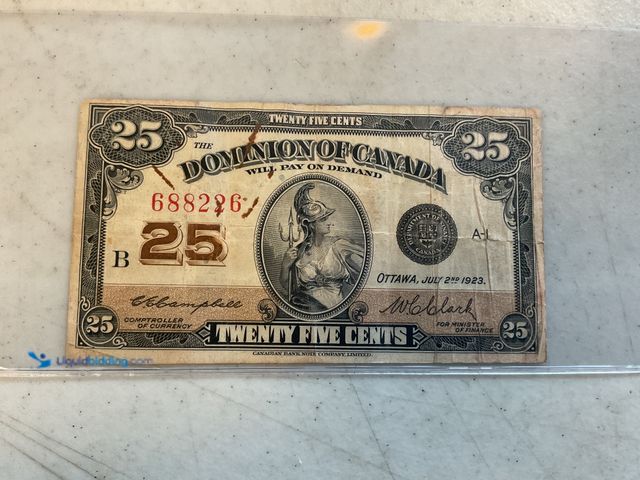 TWENTY FIVE CENTS
25 25
THE
DOMINION OF CANADA
WILL PAY ON DEMAND
688226
B 25
A-1
OTTAWA, JULY 2ND 1923.
C E Campbell
W C Clark
COMPTROLLER
OF CURRENCY
FOR MINISTER
OF FINANCE
25 TWENTY FIVE CENTS 25
CANADIAN BANK NOTE COMPANY, LIMITED.
Liquidbidding.com